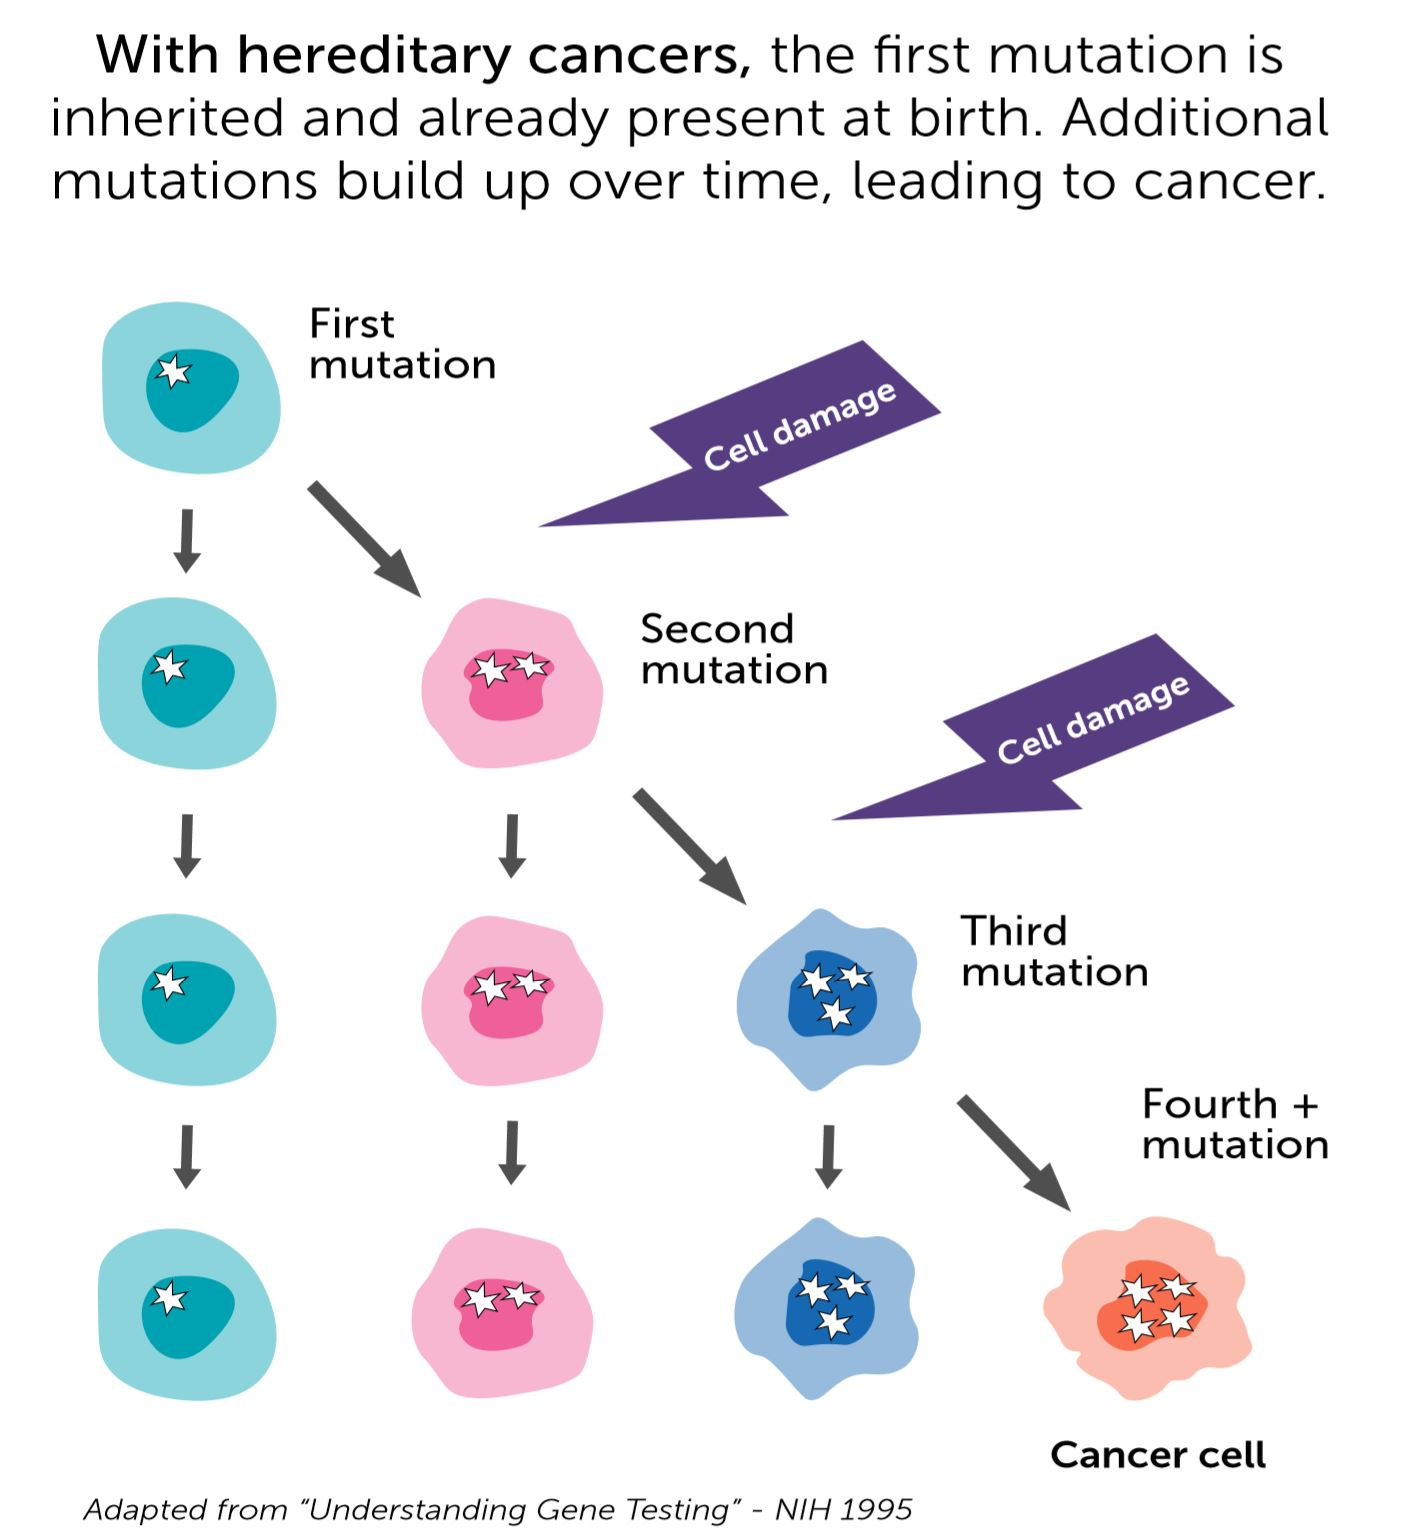 With hereditary cancers, the first mutation is
inherited and already present at birth. Additional
mutations build up over time, leading to cancer.
First
mutation
Cell damage
Second
mutation
Cell damage
Third
mutation
Fourth +
mutation
Cancer cell
Adapted from “Understanding Gene Testing” - NIH 1995